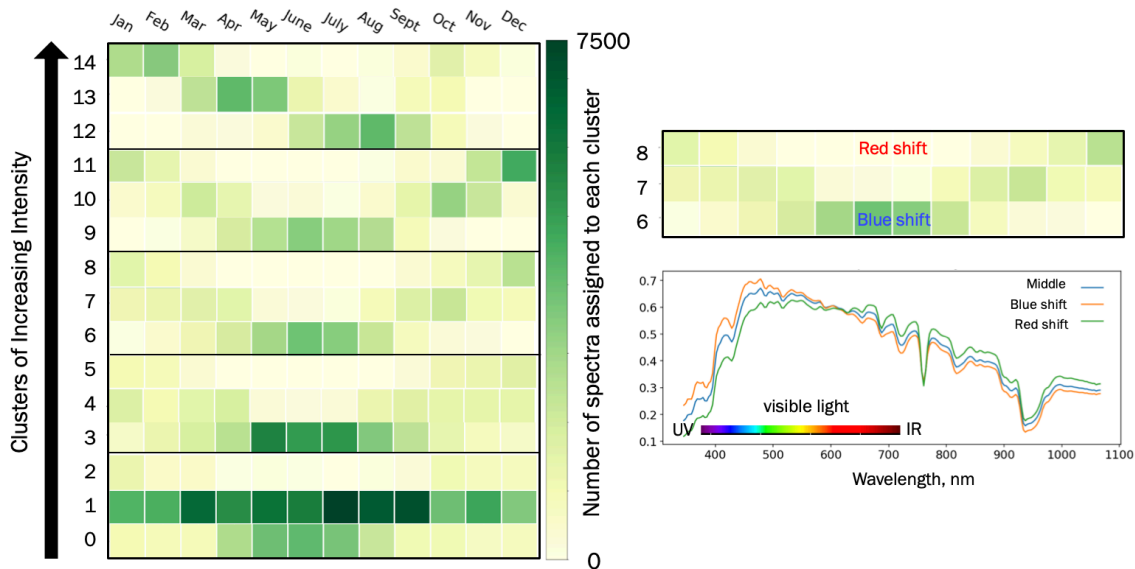 Jan Feb Mar Apr May June July Aug Sept Oct Nov Dec
Clusters of Increasing Intensity
14
13
12
11
10
9
8
7
6
5
4
3
2
1
0
7500
Number of spectra assigned to each cluster
0
8
Red shift
7
6
Blue shift
0.7
0.6
0.5
0.4
0.3
0.2
0.1
Middle
Blue shift
Red shift
visible light
UV
IR
400 500 600 700 800 900 1000 1100
Wavelength, nm